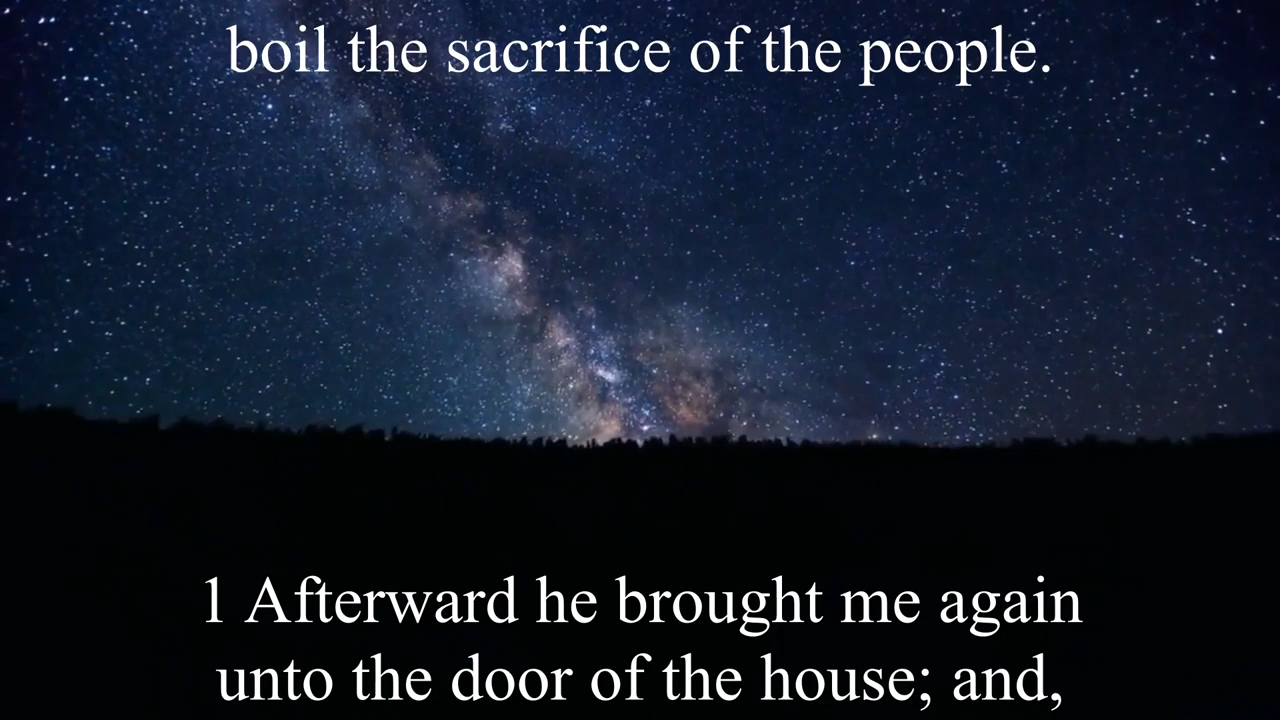 boil the sacrifice of the people.
1 Afterward he brought me again
unto the door of the house; and,